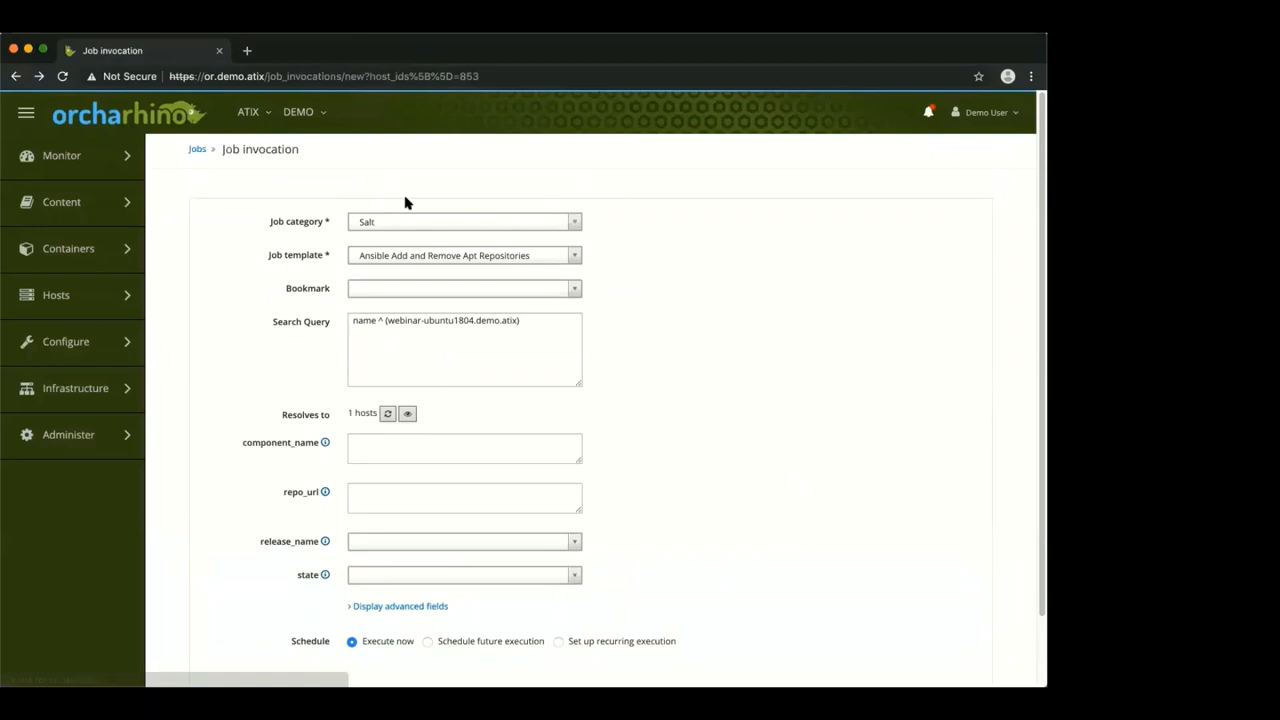 Job invocation
Not Secure https://or.demo.atix/job_invocations/new?host_ids%5B%5D=853
orcharhino ATIX DEMO Demo User
Monitor
Content
Containers
Hosts
Configure
Infrastructure
Administer
Jobs » Job invocation
Job category * Salt
Job template * Ansible Add and Remove Apt Repositories
Bookmark
Search Query name ^ (webinar-ubuntu1804.demo.atix)
Resolves to 1 hosts
component_name
repo_url
release_name
state
Display advanced fields
Schedule Execute now Schedule future execution Set up recurring execution